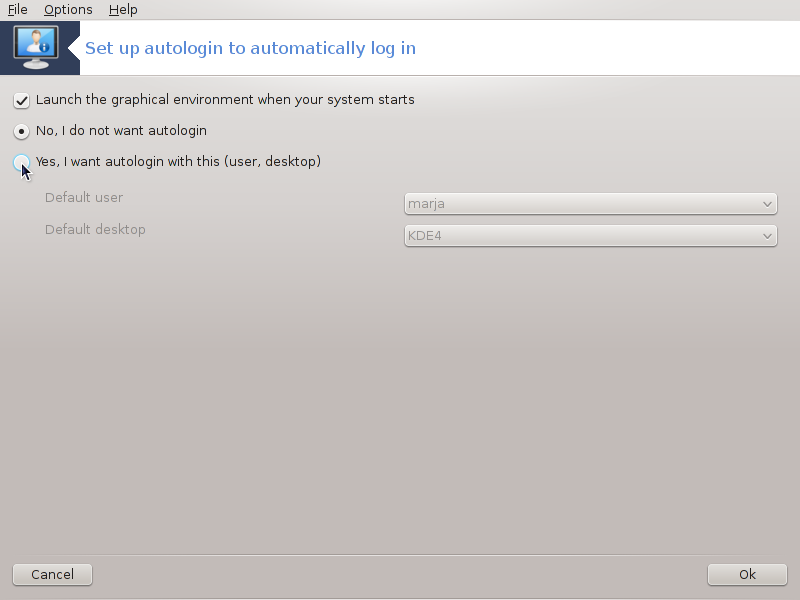 File Options Help
Set up autologin to automatically log in
Launch the graphical environment when your system starts
No, I do not want autologin
Yes, I want autologin with this (user, desktop)
Default user marja
Default desktop KDE4
Cancel Ok